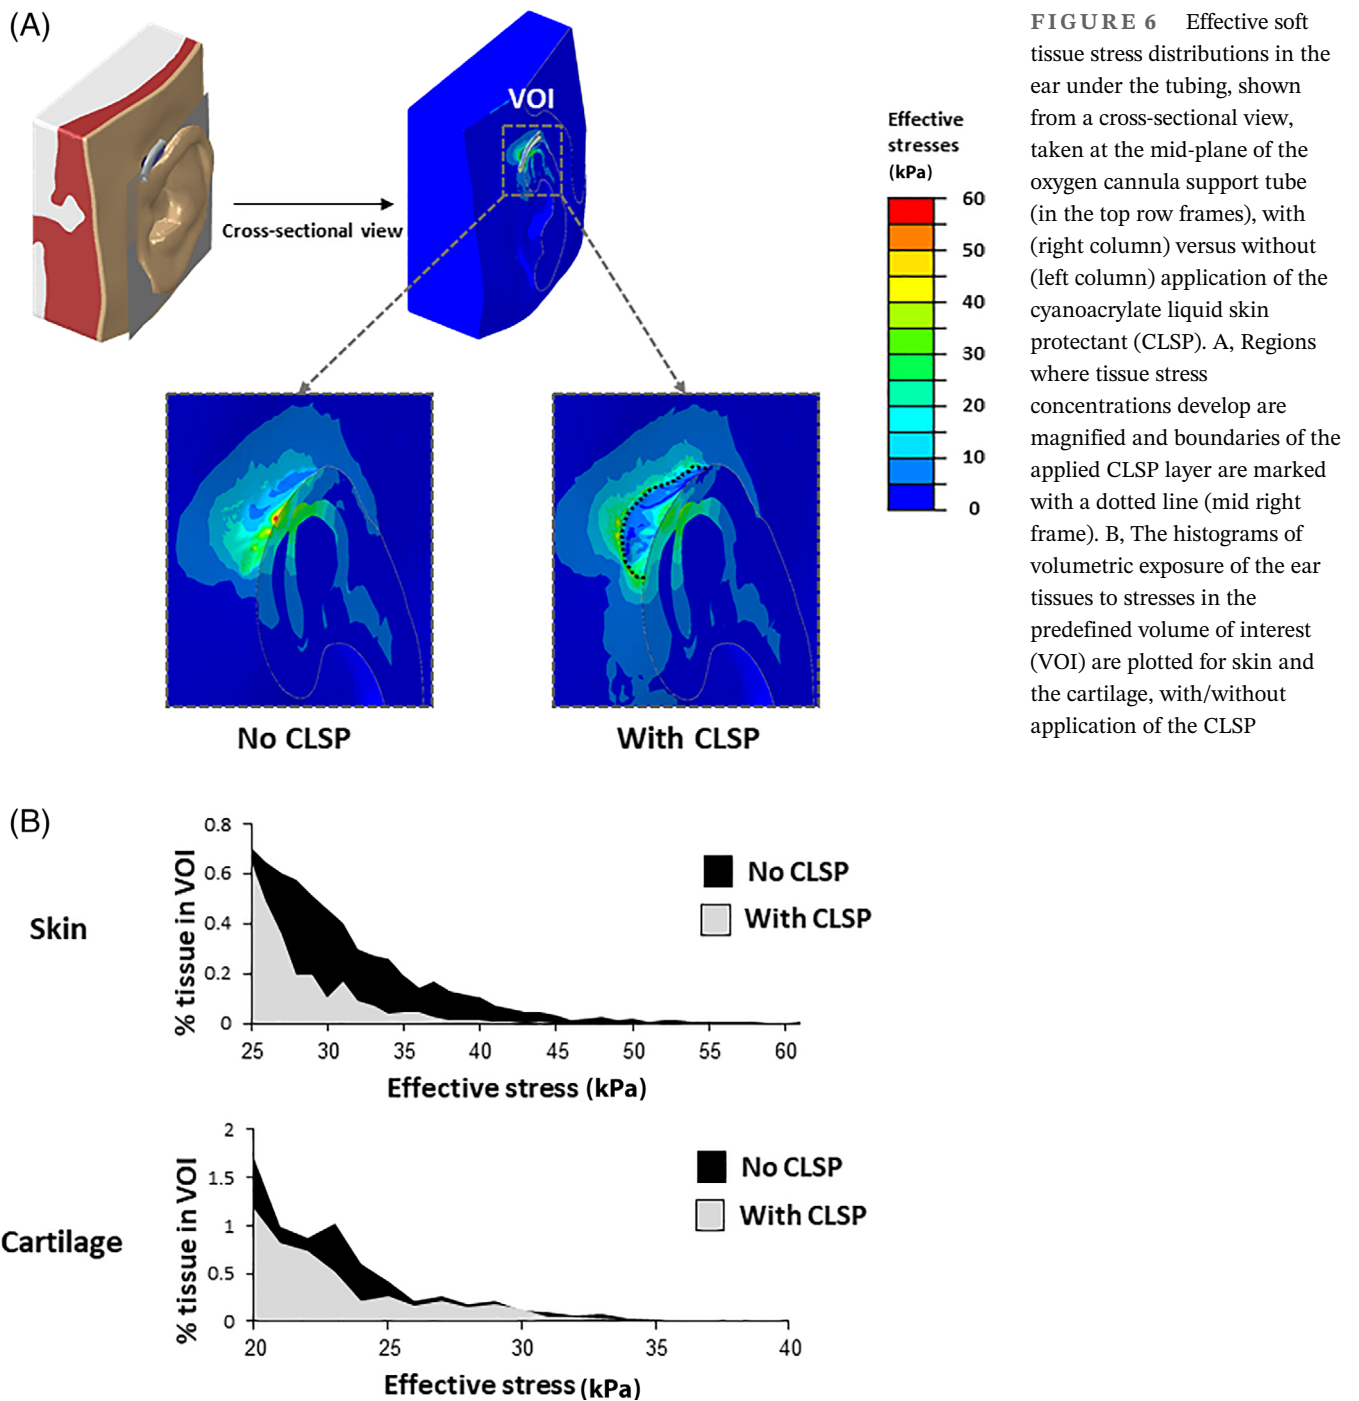 (A)
VOI
Cross-sectional view
Effective
stresses
(kPa)
60
50
40
30
20
10
0
No CLSP
With CLSP
FIGURE 6 Effective soft
tissue stress distributions in the
ear under the tubing, shown
from a cross-sectional view,
taken at the mid-plane of the
oxygen cannula support tube
(in the top row frames), with
(right column) versus without
(left column) application of the
cyanoacrylate liquid skin
protectant (CLSP). A, Regions
where tissue stress
concentrations develop are
magnified and boundaries of the
applied CLSP layer are marked
with a dotted line (mid right
frame). B, The histograms of
volumetric exposure of the ear
tissues to stresses in the
predefined volume of interest
(VOI) are plotted for skin and
the cartilage, with/without
application of the CLSP
(B)
Skin
% tissue in VOI
0.8
0.6
0.4
0.2
0
25 30 35 40 45 50 55 60
Effective stress (kPa)
No CLSP
With CLSP
Cartilage
% tissue in VOI
2
1.5
1
0.5
0
20 25 30 35 40
Effective stress (kPa)
No CLSP
With CLSP